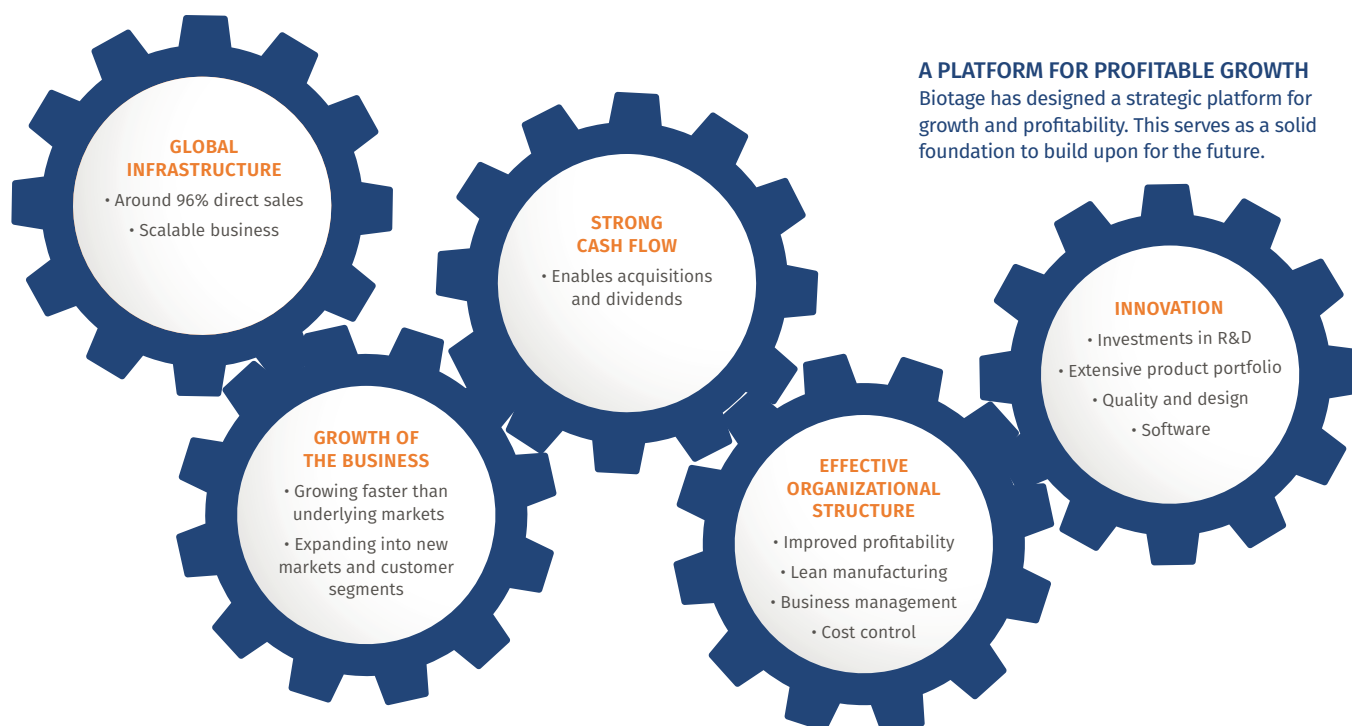 A PLATFORM FOR PROFITABLE GROWTH
Biotage has designed a strategic platform for
growth and profitability. This serves as a solid
foundation to build upon for the future.
GLOBAL
INFRASTRUCTURE
• Around 96% direct sales
• Scalable business
STRONG
CASH FLOW
• Enables acquisitions
and dividends
INNOVATION
• Investments in R&D
• Extensive product portfolio
• Quality and design
• Software
GROWTH OF
THE BUSINESS
• Growing faster than
underlying markets
• Expanding into new
markets and customer
segments
EFFECTIVE
ORGANIZATIONAL
STRUCTURE
• Improved profitability
• Lean manufacturing
• Business management
• Cost control